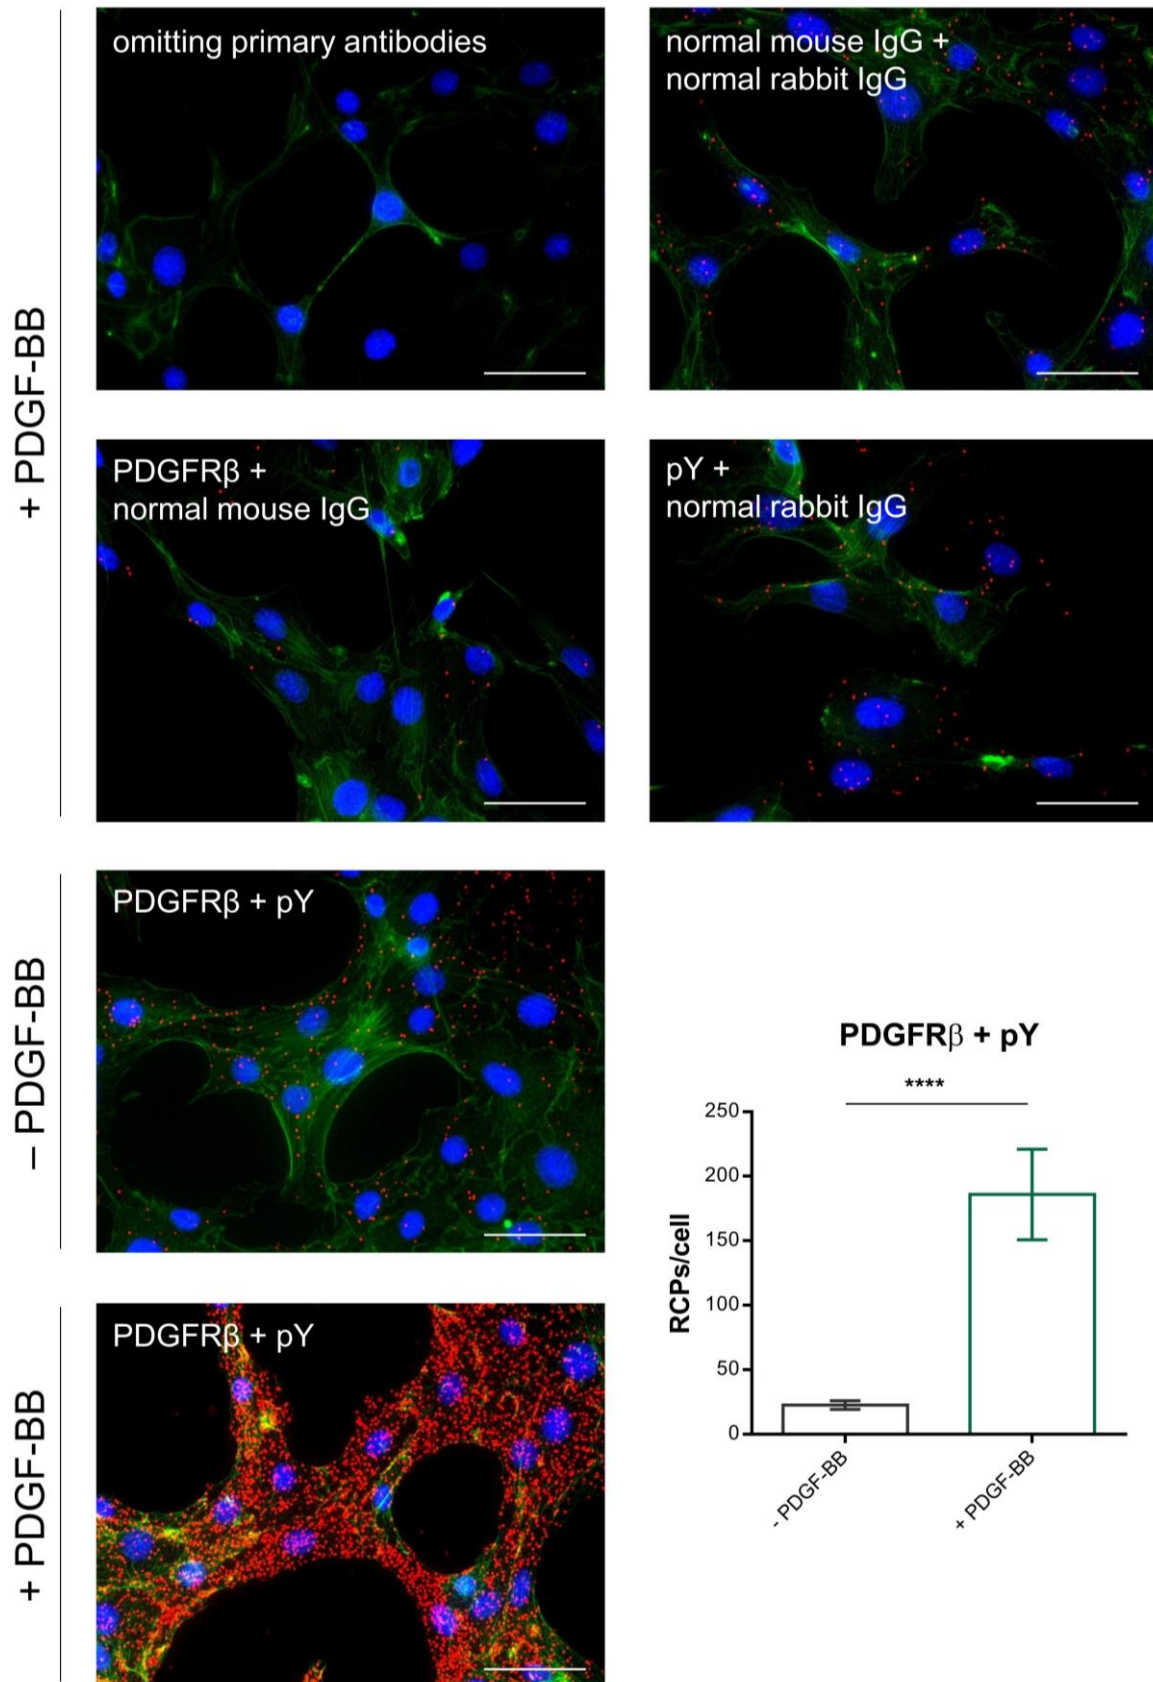 + PDGF-BB
omitting primary antibodies
normal mouse IgG +
normal rabbit IgG
PDGFRβ +
normal mouse IgG
pY +
normal rabbit IgG
– PDGF-BB
PDGFRβ + pY
+ PDGF-BB
PDGFRβ + pY
PDGFRβ + pY
****
RCPs/cell
250
200
150
100
50
0
- PDGF-BB
+ PDGF-BB